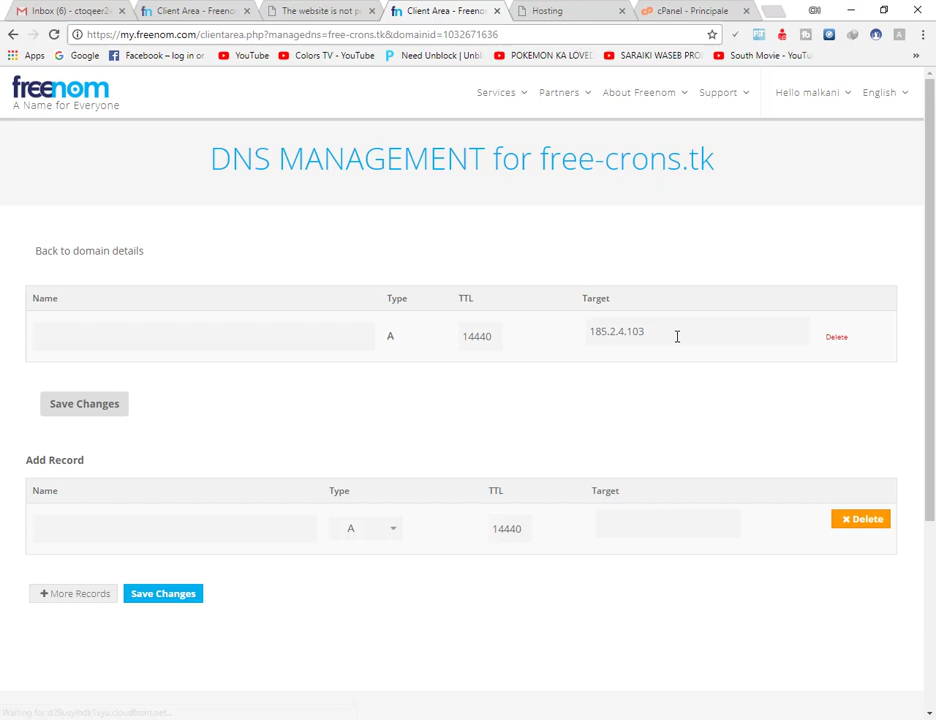 Inbox (6) - ctoqeer2
Client Area - Freeno
The website is not p
Client Area - Freeno
Hosting
cPanel - Principale
https://my.freenom.com/clientarea.php?managedns=free-crons.tk&domainid=1032671636
Apps
Google
Facebook – log in or
YouTube
Colors TV - YouTube
Need Unblock | Unbl
POKEMON KA LOVE
SARAIKI WASEB PRO
South Movie - YouTu
»
freenom
A Name for Everyone
Services
Partners
About Freenom
Support
Hello malkani
English
DNS MANAGEMENT for free-crons.tk
Back to domain details
Name Type TTL Target
A 14440 185.2.4.103 Delete
Save Changes
Add Record
Name Type TTL Target
A 14440 Delete
More Records Save Changes